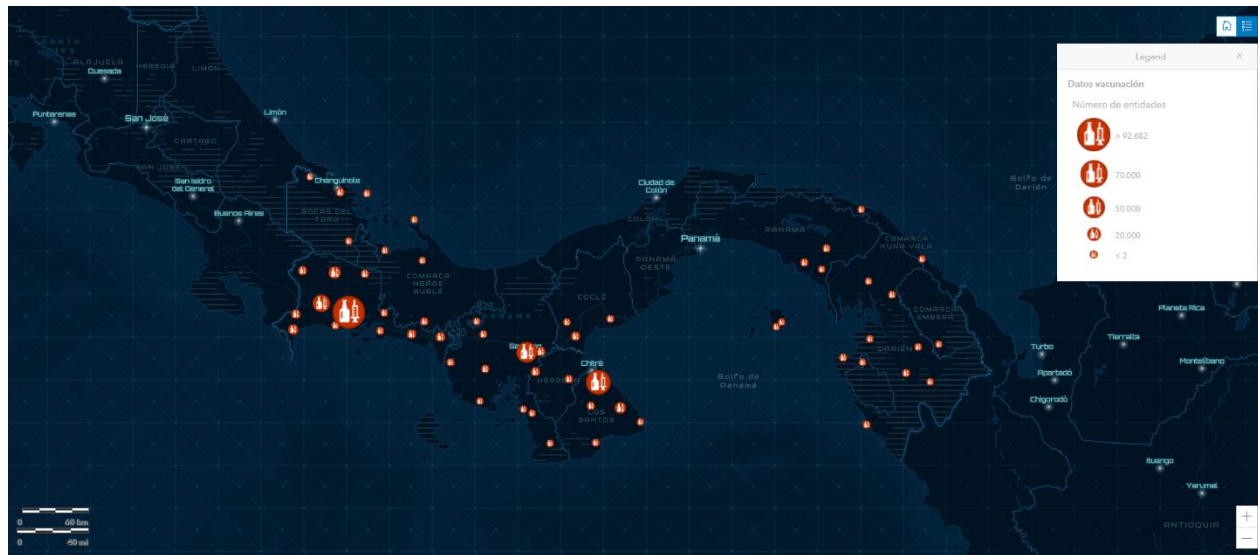 COSTA
RICA
ALAJUELA
HEREDIA
LIMÓN
Quesada
Puntarenas
San José
Limón
CARTAGO
SAN JOSÉ
San Isidro
del General
Buenos Aires
Changuinola
BOCAS DEL
TORO
COMARCA
NGÄBE
BUGLÉ
PANAMÁ
Ciudad de
Colón
COLÓN
Panamá
PANAMÁ
OESTE
COCLÉ
PANAMÁ
COMARCA
KUNA YALA
COMARCA
EMBERÁ
DARIÉN
Chitré
HERRERA
LOS
SANTOS
Golfo de
Panamá
Golfo de
Darién
Legend
×
Datos vacunación
Número de entidades
> 92.682
70.000
50.000
20.000
< 2
Planeta Rica
Turbo
Tierralta
Montelíbano
Apartadó
Chigorodó
Ituango
Yarumal
ANTIOQUIA
0 60 km
0 60 mi
+
−